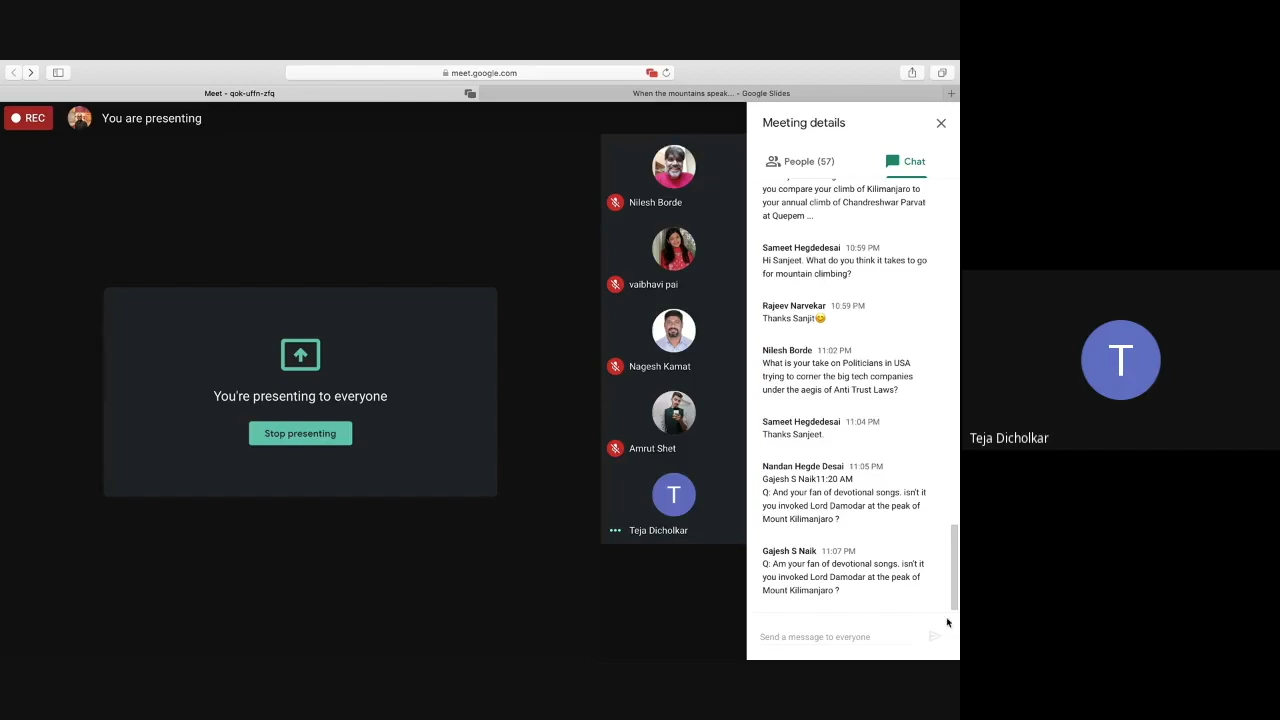 meet.google.com
Meet - qok-uffn-zfq
When the mountains speak... - Google Slides
REC
You are presenting
Meeting details
People (57)
Chat
you compare your climb of Kilimanjaro to
your annual climb of Chandreshwar Parvat
at Quepem ...
Sameet Hegdedesai 10:59 PM
Hi Sanjeet. What do you think it takes to go
for mountain climbing?
Rajeev Narvekar 10:59 PM
Thanks Sanjit😊
Nilesh Borde 11:02 PM
What is your take on Politicians in USA
trying to corner the big tech companies
under the aegis of Anti Trust Laws?
Sameet Hegdedesai 11:04 PM
Thanks Sanjeet.
Nandan Hegde Desai 11:05 PM
Gajesh S Naik11:20 AM
Q: And your fan of devotional songs. isn't it
you invoked Lord Damodar at the peak of
Mount Kilimanjaro ?
Gajesh S Naik 11:07 PM
Q: Am your fan of devotional songs. isn't it
you invoked Lord Damodar at the peak of
Mount Kilimanjaro ?
Send a message to everyone
Nilesh Borde
vaibhavi pai
Nagesh Kamat
Amrut Shet
T
Teja Dicholkar
You're presenting to everyone
Stop presenting
T
Teja Dicholkar